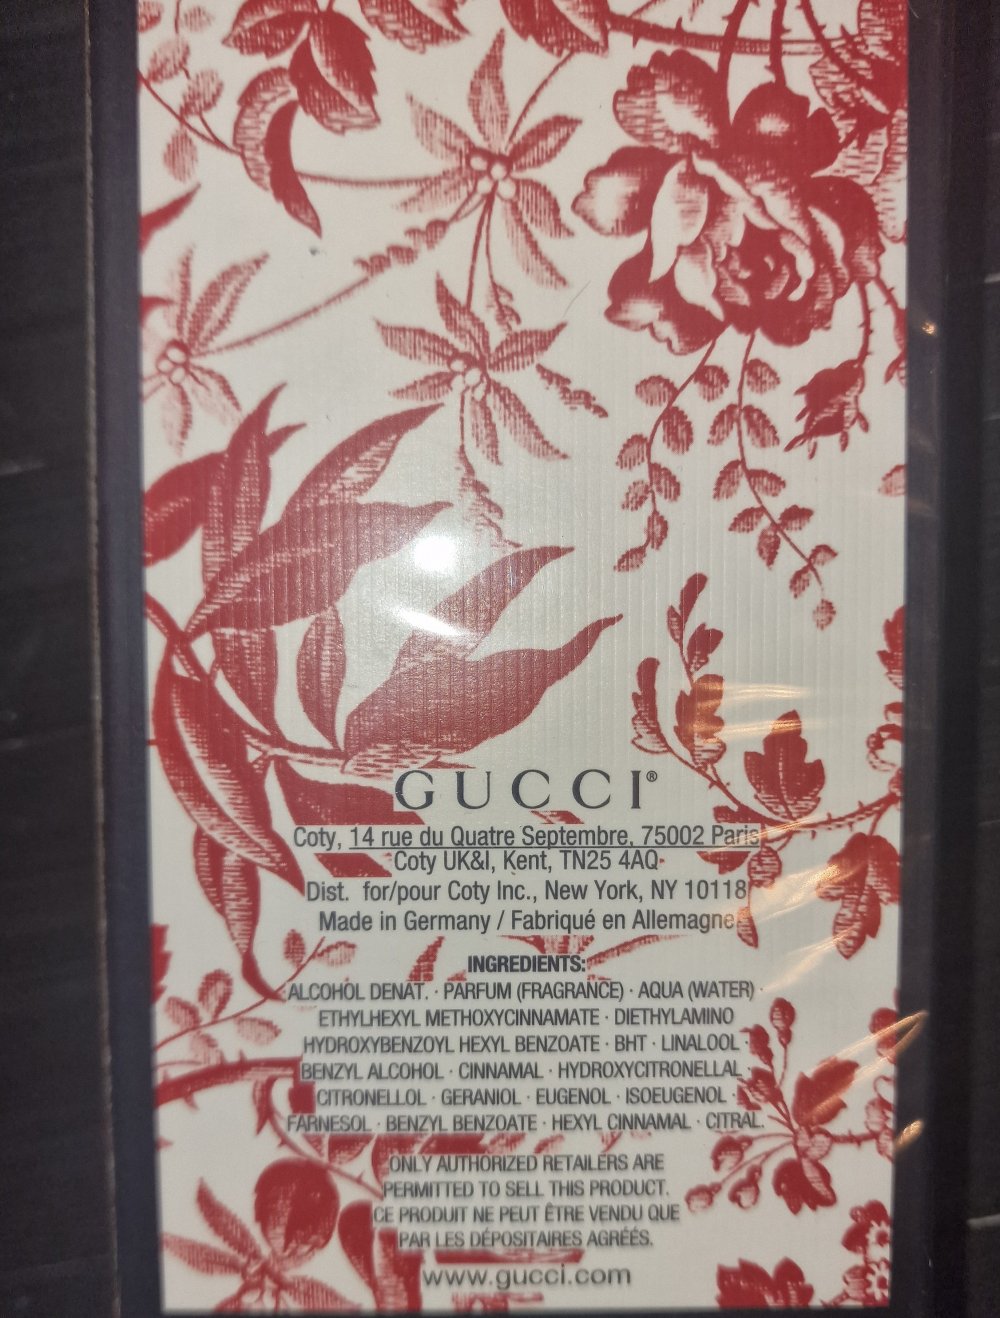 GUCCI®
Coty, 14 rue du Quatre Septembre, 75002 Paris
Coty UK&I, Kent, TN25 4AQ
Dist. for/pour Coty Inc., New York, NY 10118
Made in Germany / Fabriqué en Allemagne
INGREDIENTS:
ALCOHOL DENAT. · PARFUM (FRAGRANCE) · AQUA (WATER) ·
ETHYLHEXYL METHOXYCINNAMATE · DIETHYLAMINO
HYDROXYBENZOYL HEXYL BENZOATE · BHT · LINALOOL ·
BENZYL ALCOHOL · CINNAMAL · HYDROXYCITRONELLAL ·
CITRONELLOL · GERANIOL · EUGENOL · ISOEUGENOL ·
FARNESOL · BENZYL BENZOATE · HEXYL CINNAMAL · CITRAL.
ONLY AUTHORIZED RETAILERS ARE
PERMITTED TO SELL THIS PRODUCT.
CE PRODUIT NE PEUT ÊTRE VENDU QUE
PAR LES DÉPOSITAIRES AGRÉÉS.
www.gucci.com